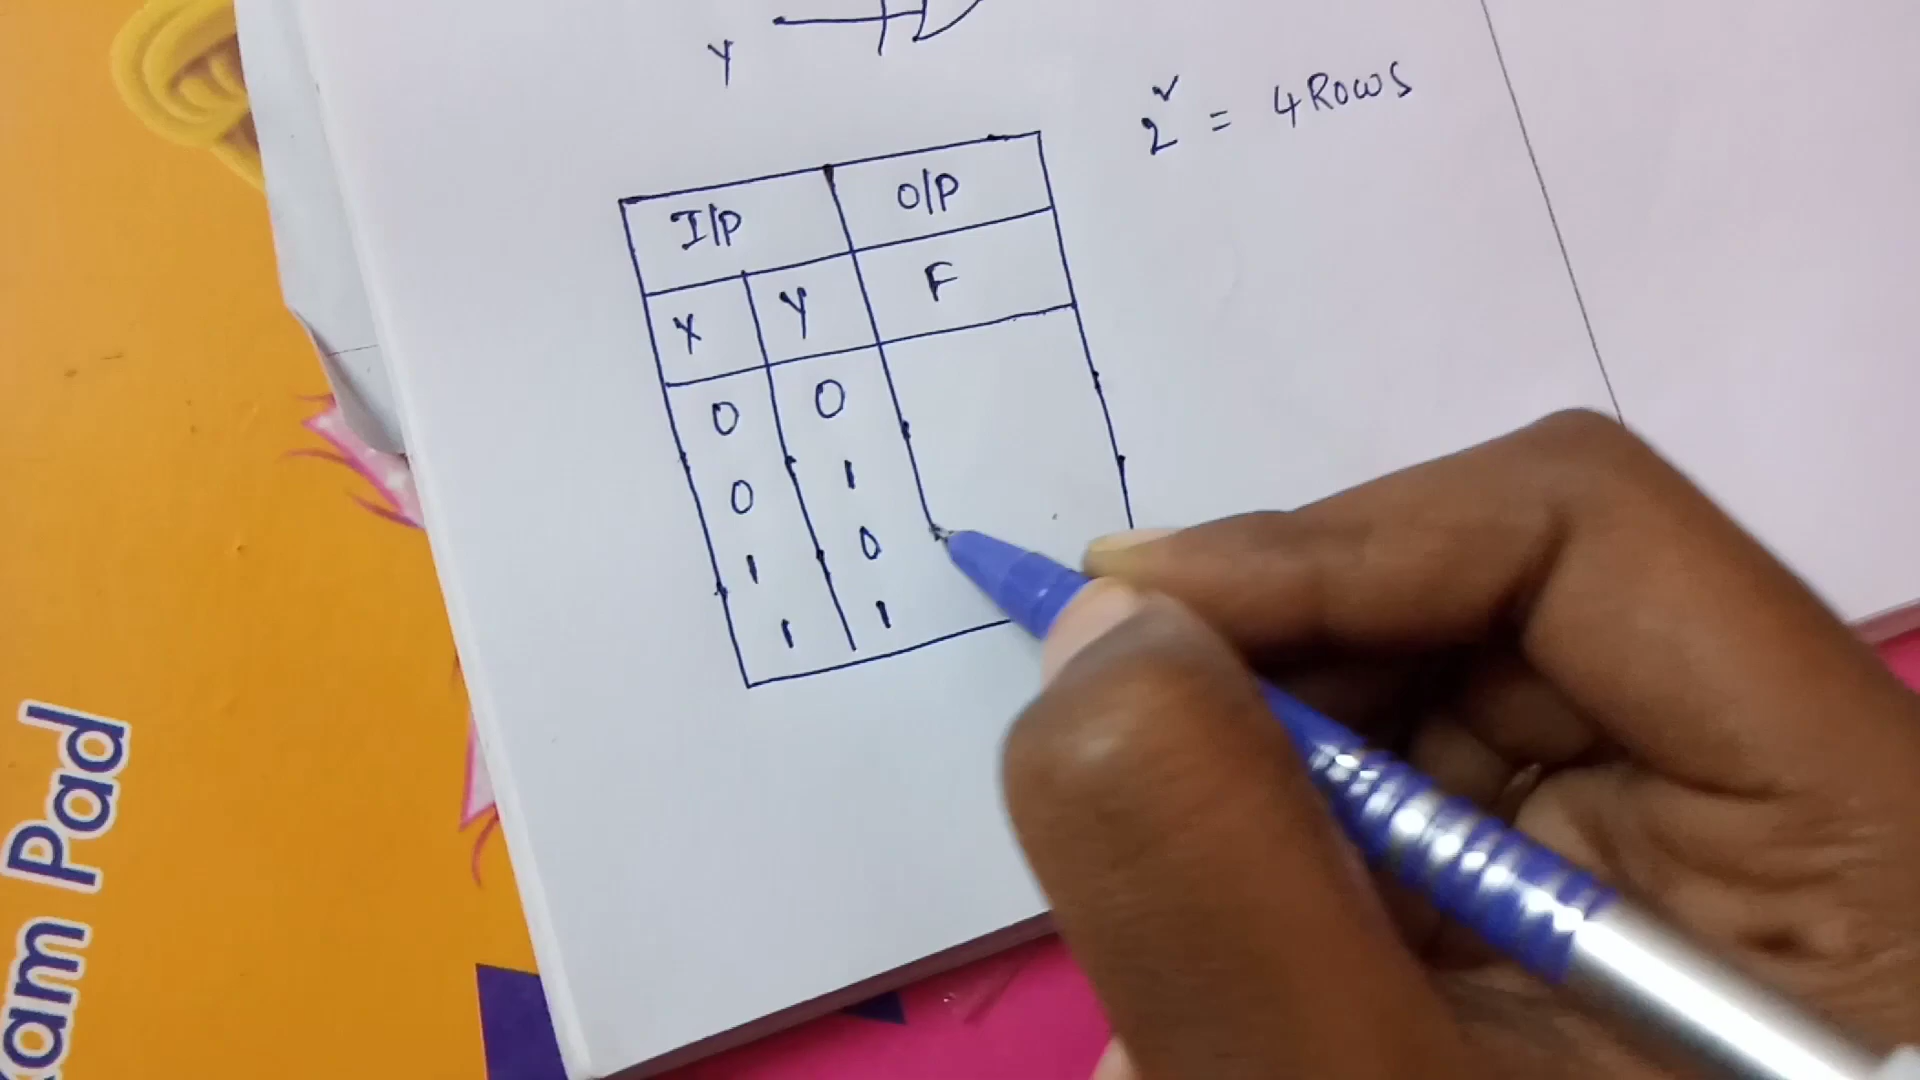 Y
2² = 4 Rows
I/P O/P
X Y F
0 0
0 1
1 0
1 1
xam Pad